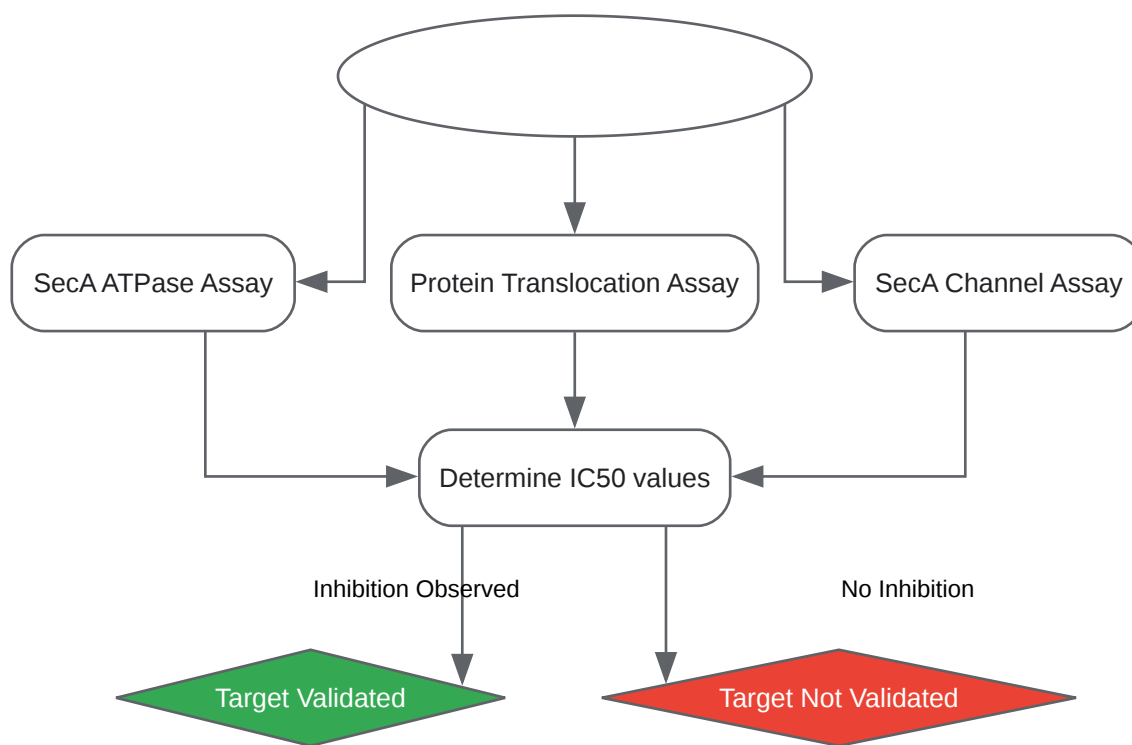 SecA ATPase Assay
Protein Translocation Assay
SecA Channel Assay
Determine IC50 values
Inhibition Observed
No Inhibition
Target Validated
Target Not Validated